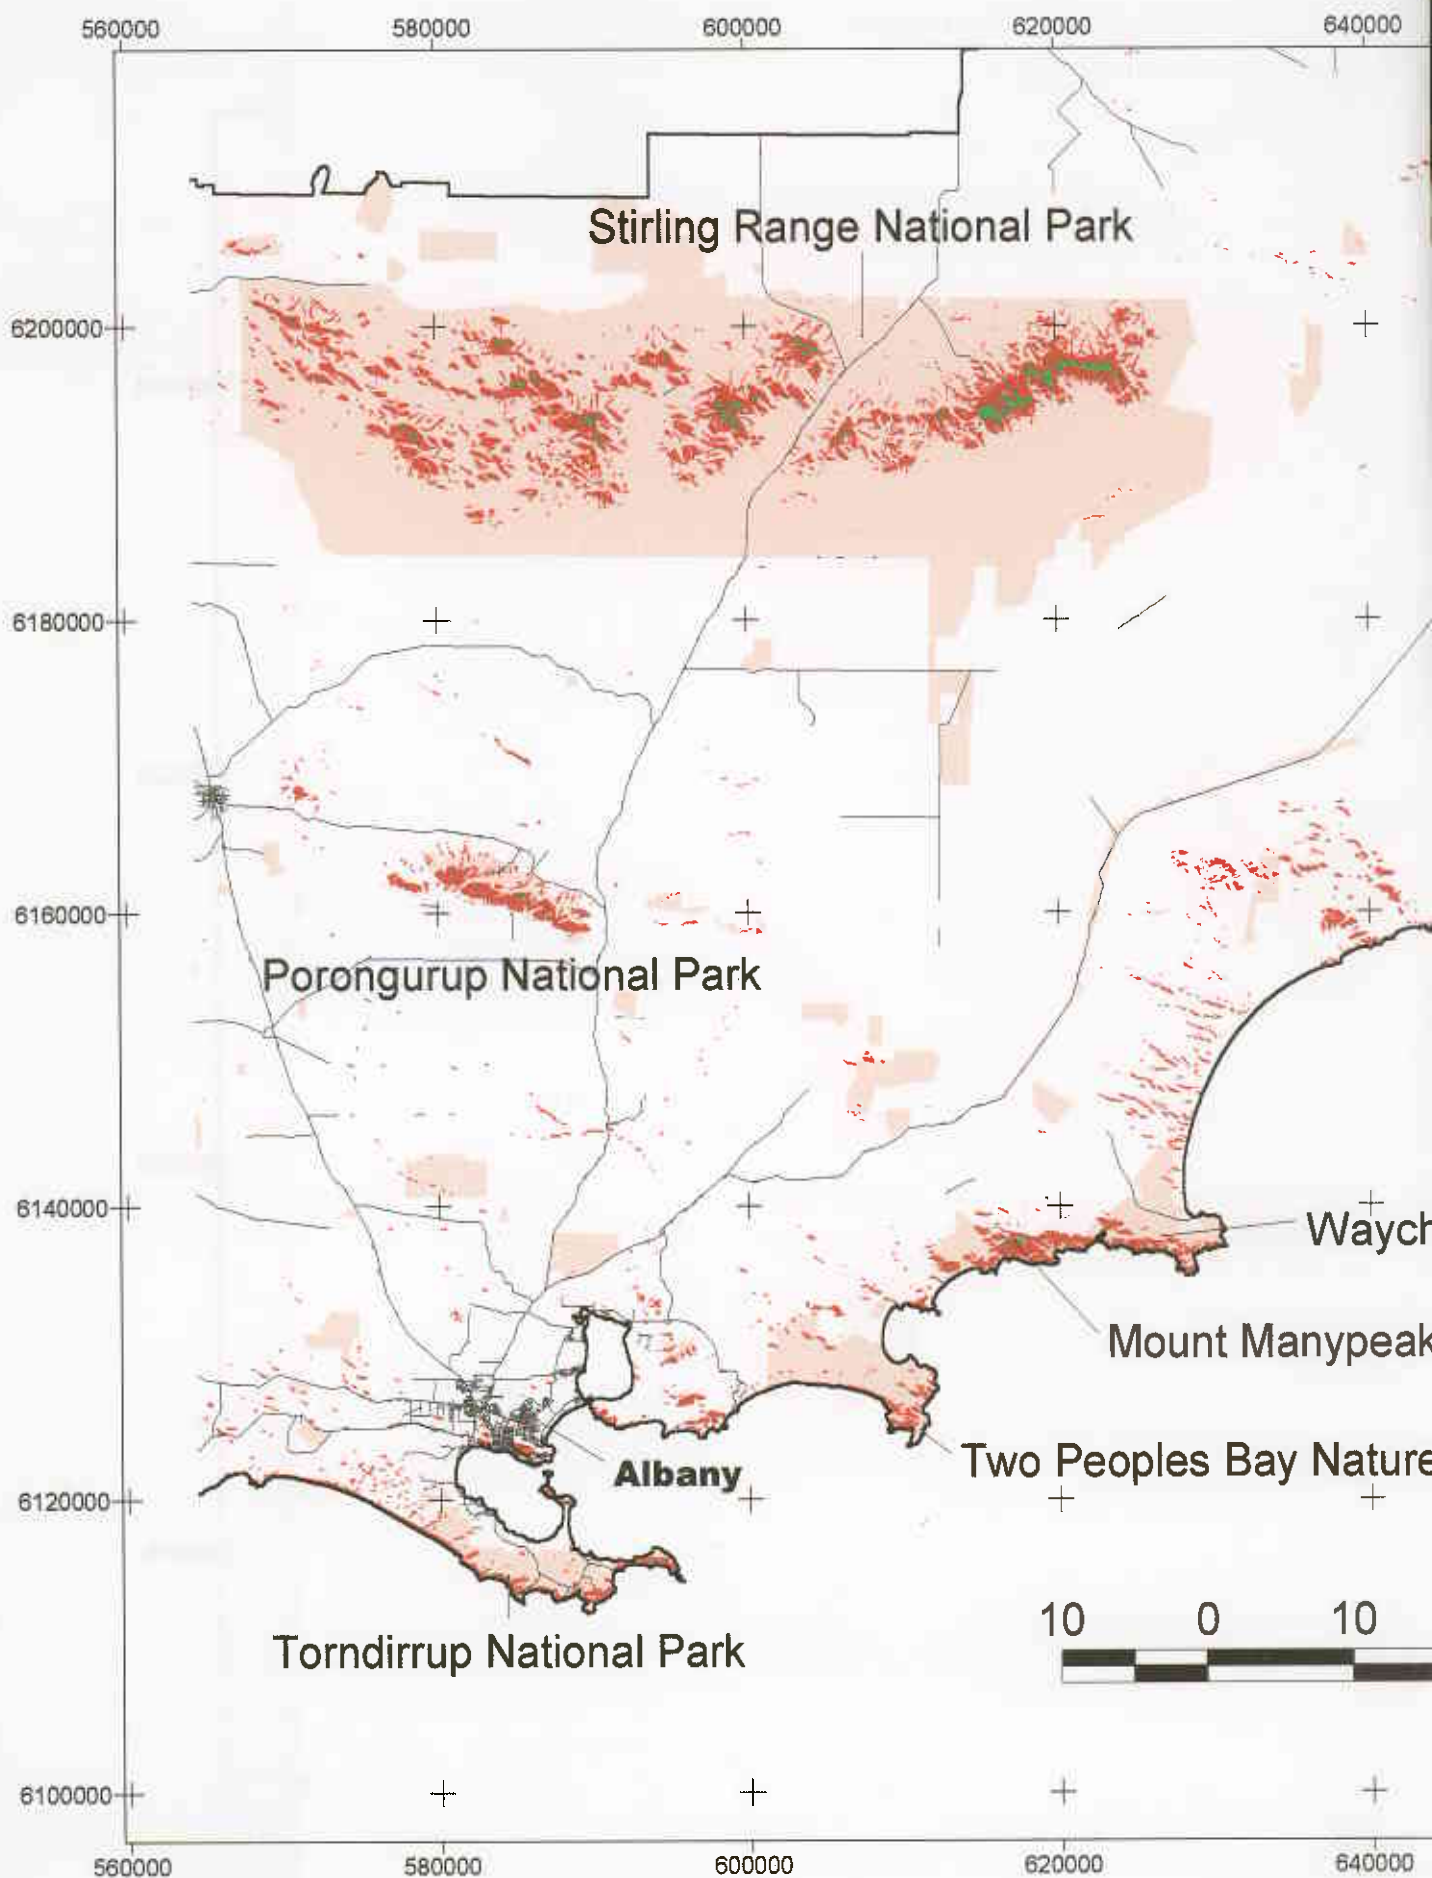 560000 580000 600000 620000 640000
Stirling Range National Park
6200000
6180000
6160000
Porongurup National Park
6140000
Waych
Mount Manypeak
Two Peoples Bay Nature
Albany
6120000
10 0 10
Torndirrup National Park
6100000
560000 580000 600000 620000 640000